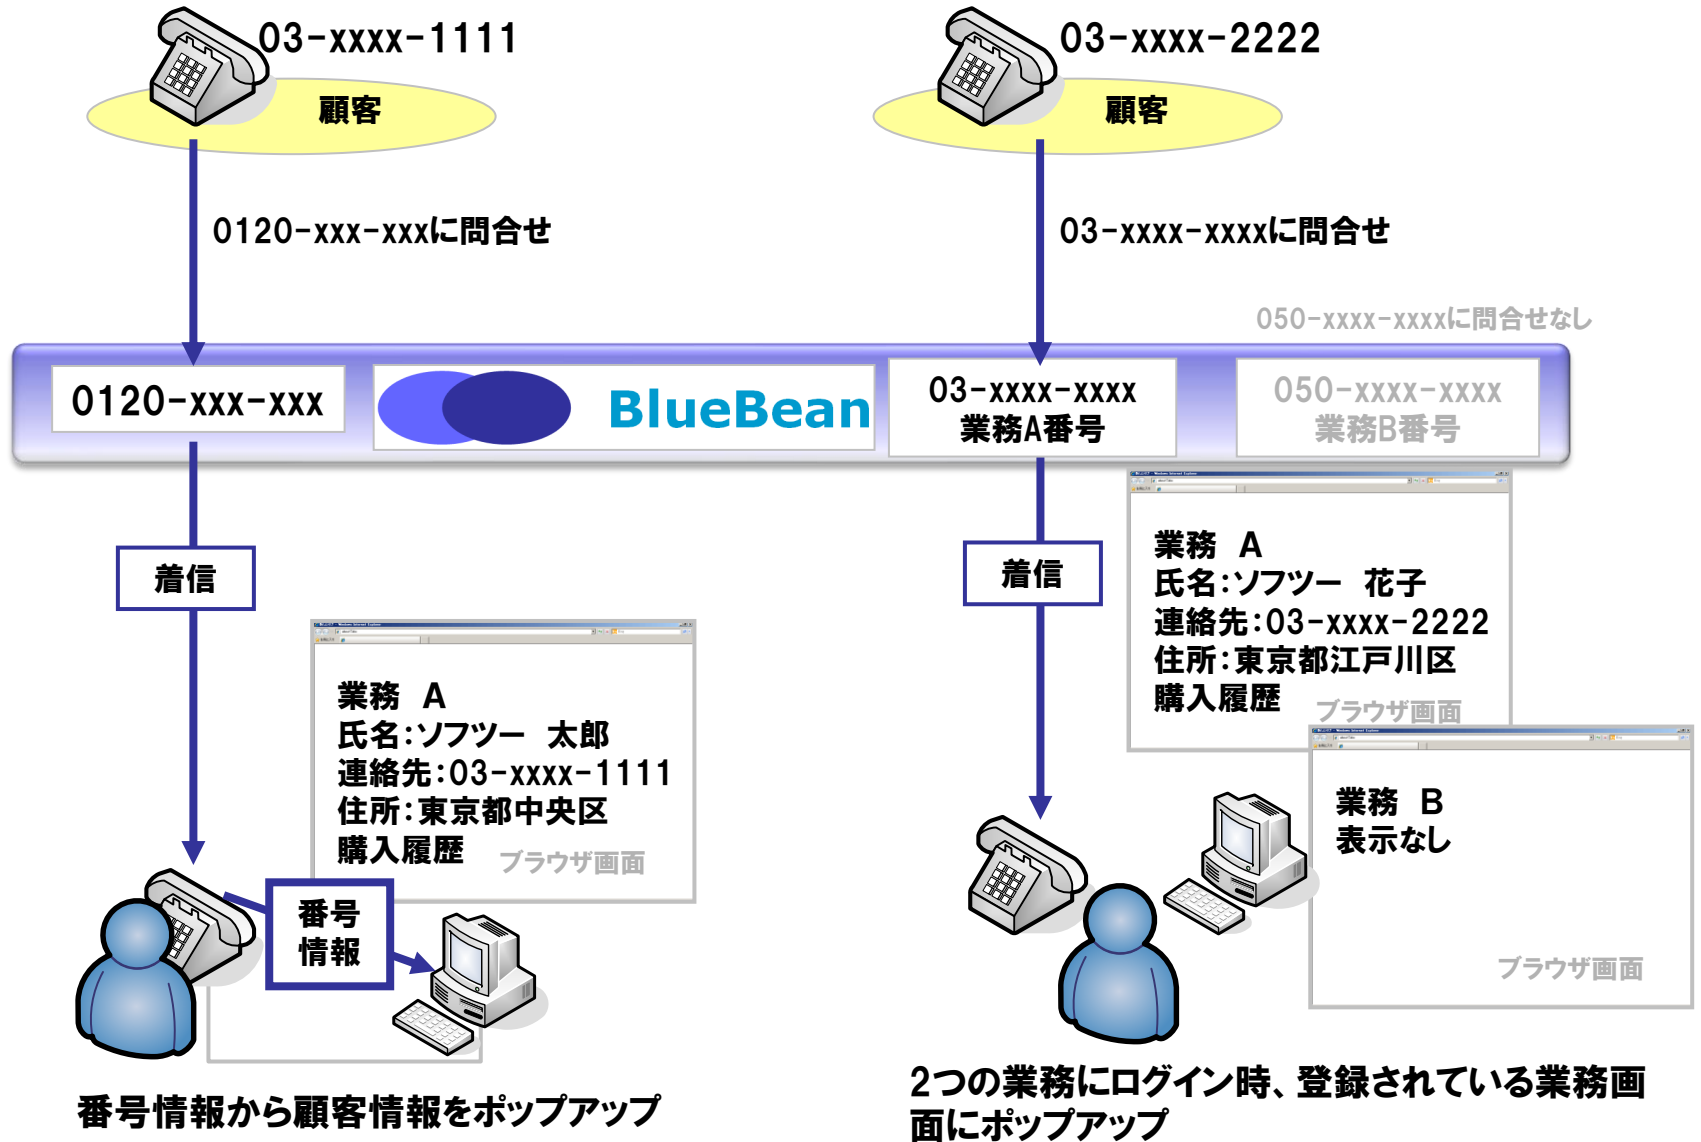 03-xxxx-1111
顧客
0120-xxx-xxxに問合せ
03-xxxx-2222
顧客
03-xxxx-xxxxに問合せ
050-xxxx-xxxxに問合せなし
0120-xxx-xxx
BlueBean
03-xxxx-xxxx
業務A番号
050-xxxx-xxxx
業務B番号
着信
業務 A
氏名:ソフツー 太郎
連絡先:03-xxxx-1111
住所:東京都中央区
購入履歴
ブラウザ画面
番号
情報
番号情報から顧客情報をポップアップ
着信
業務 A
氏名:ソフツー 花子
連絡先:03-xxxx-2222
住所:東京都江戸川区
購入履歴
ブラウザ画面
業務 B
表示なし
ブラウザ画面
2つの業務にログイン時、登録されている業務画
面にポップアップ